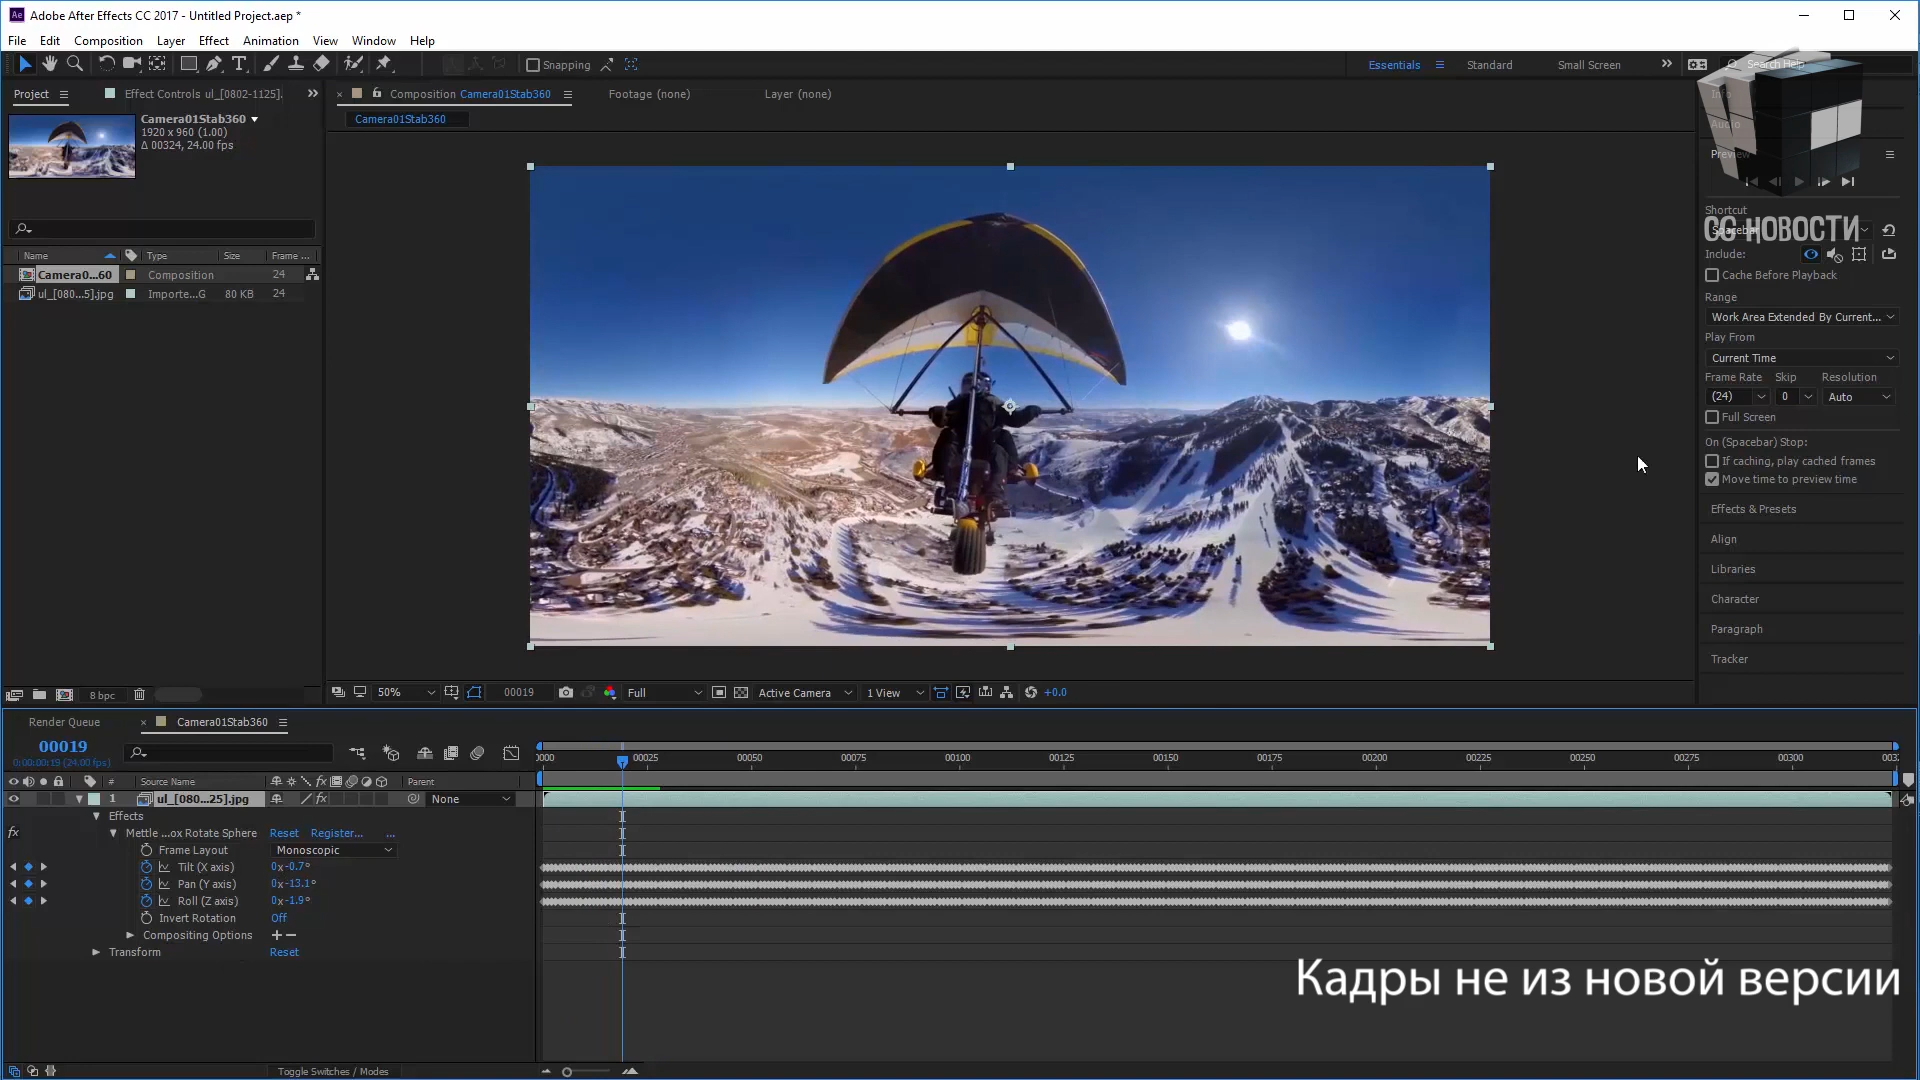 Adobe After Effects CC 2017 - Untitled Project.aep *
File Edit Composition Layer Effect Animation View Window Help
Snapping Essentials Standard Small Screen Search Help
Project Effect Controls ul_[0802-1125].
Composition Camera01Stab360 Footage (none) Layer (none)
Camera01Stab360
Camera01Stab360
1920 x 960 (1.00)
Δ 00324, 24.00 fps
Name Type Size Frame ...
Camera0...60 Composition 24
ul_[080...5].jpg Importe...G 80 KB 24
8 bpc
50% 00019 Full Active Camera 1 View +0.0
Info
Audio
Preview
Shortcut
Spacebar
CG НОВОСТИ
Include:
Cache Before Playback
Range
Work Area Extended By Current...
Play From
Current Time
Frame Rate Skip Resolution
(24) 0 Auto
Full Screen
On (Spacebar) Stop:
If caching, play cached frames
Move time to preview time
Effects & Presets
Align
Libraries
Character
Paragraph
Tracker
Render Queue Camera01Stab360
00019
0:00:00:19 (24.00 fps)
0000 00025 00050 00075 00100 00125 00150 00175 00200 00225 00250 00275 00300 0032
# Source Name fx Parent
1 ul_[080...25].jpg fx None
Effects
fx Mettle ...ox Rotate Sphere Reset Register... ...
Frame Layout Monoscopic
Tilt (X axis) 0x-0.7°
Pan (Y axis) 0x-13.1°
Roll (Z axis) 0x-1.9°
Invert Rotation Off
Compositing Options + −
Transform Reset
Кадры не из новой версии
Toggle Switches / Modes